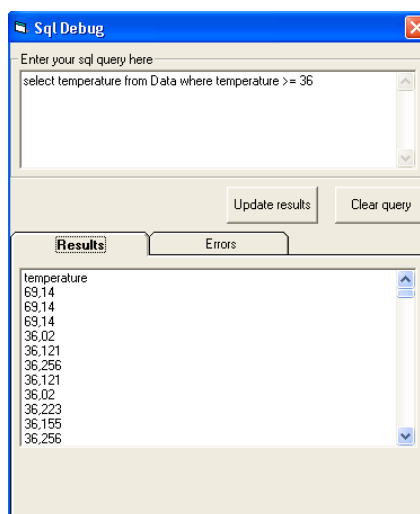 Sql Debug
Enter your sql query here
select temperature from Data where temperature >= 36
Update results
Clear query
Results
Errors
temperature
69,14
69,14
69,14
36,02
36,121
36,256
36,121
36,02
36,223
36,155
36,256